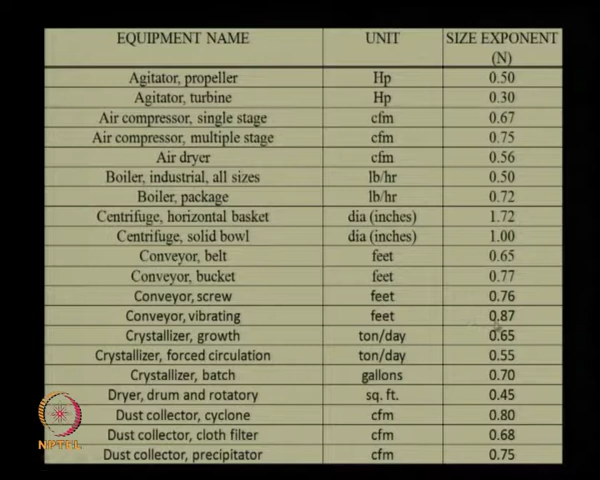 EQUIPMENT NAME UNIT SIZE EXPONENT
(N)
Agitator, propeller Hp 0.50
Agitator, turbine Hp 0.30
Air compressor, single stage cfm 0.67
Air compressor, multiple stage cfm 0.75
Air dryer cfm 0.56
Boiler, industrial, all sizes lb/hr 0.50
Boiler, package lb/hr 0.72
Centrifuge, horizontal basket dia (inches) 1.72
Centrifuge, solid bowl dia (inches) 1.00
Conveyor, belt feet 0.65
Conveyor, bucket feet 0.77
Conveyor, screw feet 0.76
Conveyor, vibrating feet 0.87
Crystallizer, growth ton/day 0.65
Crystallizer, forced circulation ton/day 0.55
Crystallizer, batch gallons 0.70
Dryer, drum and rotatory sq. ft. 0.45
Dust collector, cyclone cfm 0.80
Dust collector, cloth filter cfm 0.68
Dust collector, precipitator cfm 0.75
NPTEL